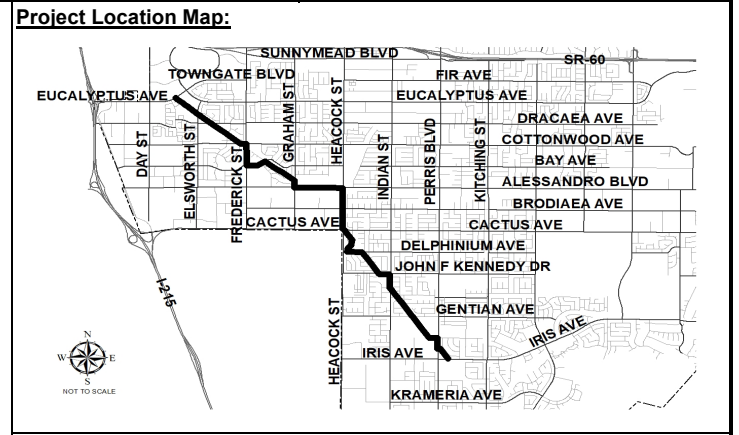 Project Location Map:
SUNNYMEAD BLVD
SR-60
TOWNGATE BLVD
FIR AVE
EUCALYPTUS AVE
EUCALYPTUS AVE
DRACAEA AVE
COTTONWOOD AVE
BAY AVE
ALESSANDRO BLVD
BRODIAEA AVE
DAY ST
ELSWORTH ST
FREDERICK ST
GRAHAM ST
HEACOCK ST
INDIAN ST
PERRIS BLVD
KITCHING ST
CACTUS AVE
CACTUS AVE
DELPHINIUM AVE
JOHN F KENNEDY DR
I-215
GENTIAN AVE
HEACOCK ST
IRIS AVE
IRIS AVE
KRAMERIA AVE
N
W
E
S
NOT TO SCALE